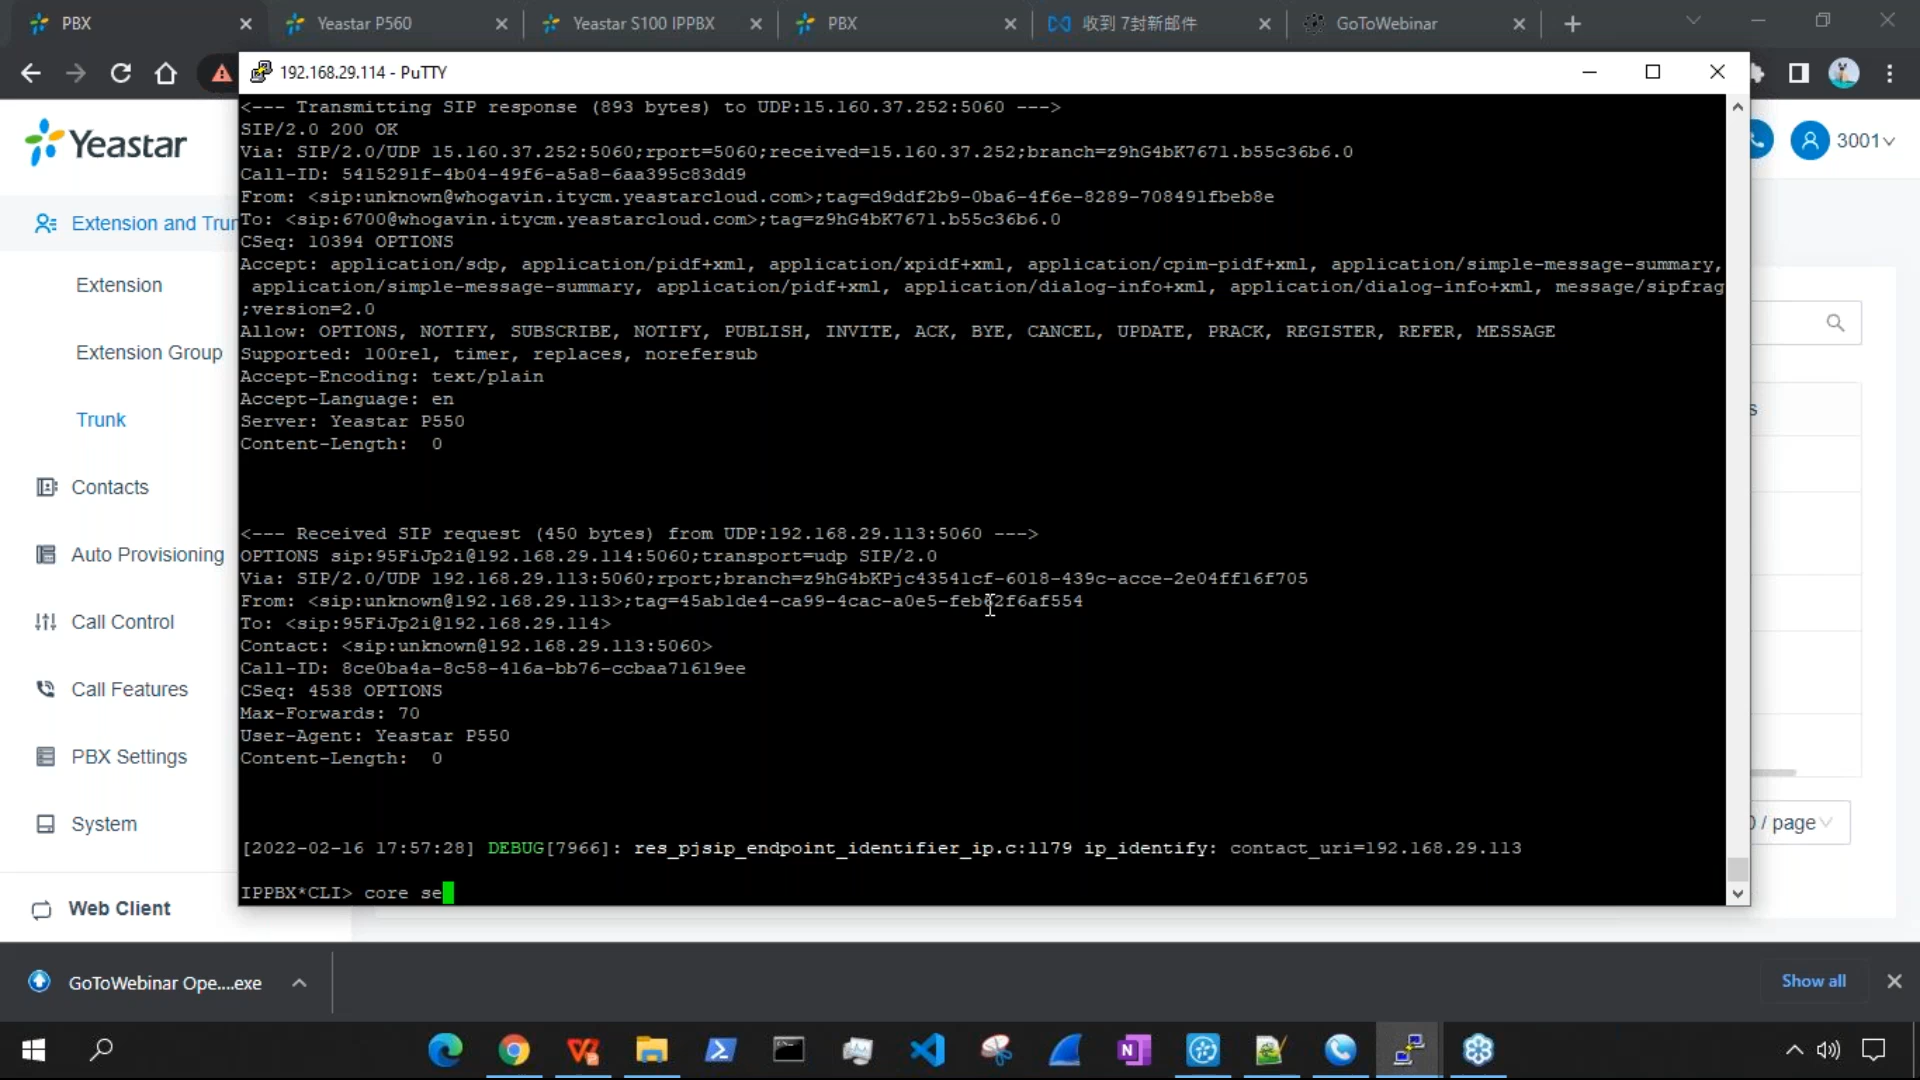 PBX
Yeastar P560
Yeastar S100 IPPBX
PBX
收到 7封新邮件
GoToWebinar
192.168.29.114 - PuTTY
Yeastar
3001
Extension and Trun
Extension
Extension Group
Trunk
Contacts
Auto Provisioning
Call Control
Call Features
PBX Settings
System
Web Client
<--- Transmitting SIP response (893 bytes) to UDP:15.160.37.252:5060 --->
SIP/2.0 200 OK
Via: SIP/2.0/UDP 15.160.37.252:5060;rport=5060;received=15.160.37.252;branch=z9hG4bK7671.b55c36b6.0
Call-ID: 5415291f-4b04-49f6-a5a8-6aa395c83dd9
From: <sip:unknown@whogavin.itycm.yeastarcloud.com>;tag=d9ddf2b9-0ba6-4f6e-8289-708491fbeb8e
To: <sip:6700@whogavin.itycm.yeastarcloud.com>;tag=z9hG4bK7671.b55c36b6.0
CSeq: 10394 OPTIONS
Accept: application/sdp, application/pidf+xml, application/xpidf+xml, application/cpim-pidf+xml, application/simple-message-summary,
application/simple-message-summary, application/pidf+xml, application/dialog-info+xml, application/dialog-info+xml, message/sipfrag
;version=2.0
Allow: OPTIONS, NOTIFY, SUBSCRIBE, NOTIFY, PUBLISH, INVITE, ACK, BYE, CANCEL, UPDATE, PRACK, REGISTER, REFER, MESSAGE
Supported: 100rel, timer, replaces, norefersub
Accept-Encoding: text/plain
Accept-Language: en
Server: Yeastar P550
Content-Length: 0
<--- Received SIP request (450 bytes) from UDP:192.168.29.113:5060 --->
OPTIONS sip:95FiJp2i@192.168.29.114:5060;transport=udp SIP/2.0
Via: SIP/2.0/UDP 192.168.29.113:5060;rport;branch=z9hG4bKPjc43541cf-6018-439c-acce-2e04ff16f705
From: <sip:unknown@192.168.29.113>;tag=45ab1de4-ca99-4cac-a0e5-feb62f6af554
To: <sip:95FiJp2i@192.168.29.114>
Contact: <sip:unknown@192.168.29.113:5060>
Call-ID: 8ce0ba4a-8c58-416a-bb76-ccbaa71619ee
CSeq: 4538 OPTIONS
Max-Forwards: 70
User-Agent: Yeastar P550
Content-Length: 0
[2022-02-16 17:57:28] DEBUG[7966]: res_pjsip_endpoint_identifier_ip.c:1179 ip_identify: contact_uri=192.168.29.113
IPPBX*CLI> core se
s
0 / page
GoToWebinar Ope....exe
Show all